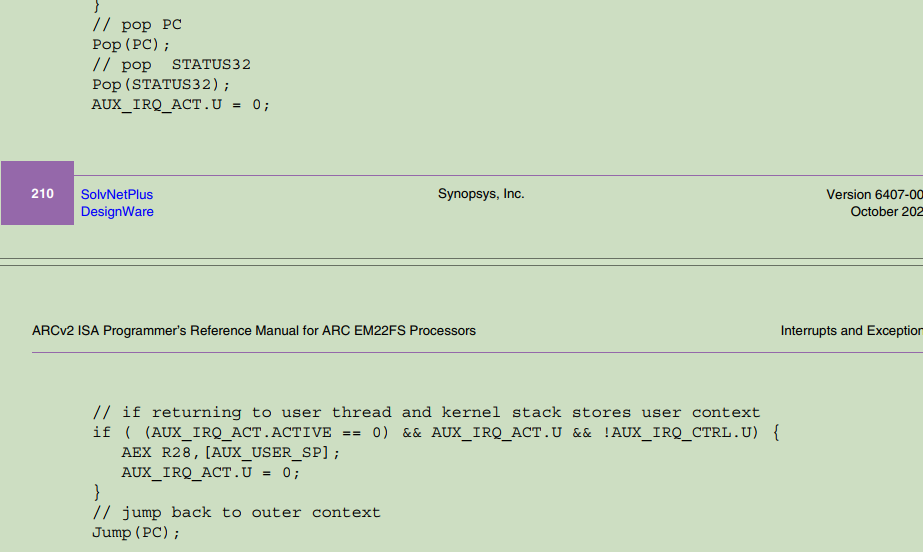 }
// pop PC
Pop(PC);
// pop  STATUS32
Pop(STATUS32);
AUX_IRQ_ACT.U = 0;
210
SolvNetPlus
DesignWare
Synopsys, Inc.
Version 6407-00
October 202
ARCv2 ISA Programmer's Reference Manual for ARC EM22FS Processors
Interrupts and Exception
// if returning to user thread and kernel stack stores user context
if ( (AUX_IRQ_ACT.ACTIVE == 0) && AUX_IRQ_ACT.U && !AUX_IRQ_CTRL.U) {
   AEX R28,[AUX_USER_SP];
   AUX_IRQ_ACT.U = 0;
}
// jump back to outer context
Jump(PC);